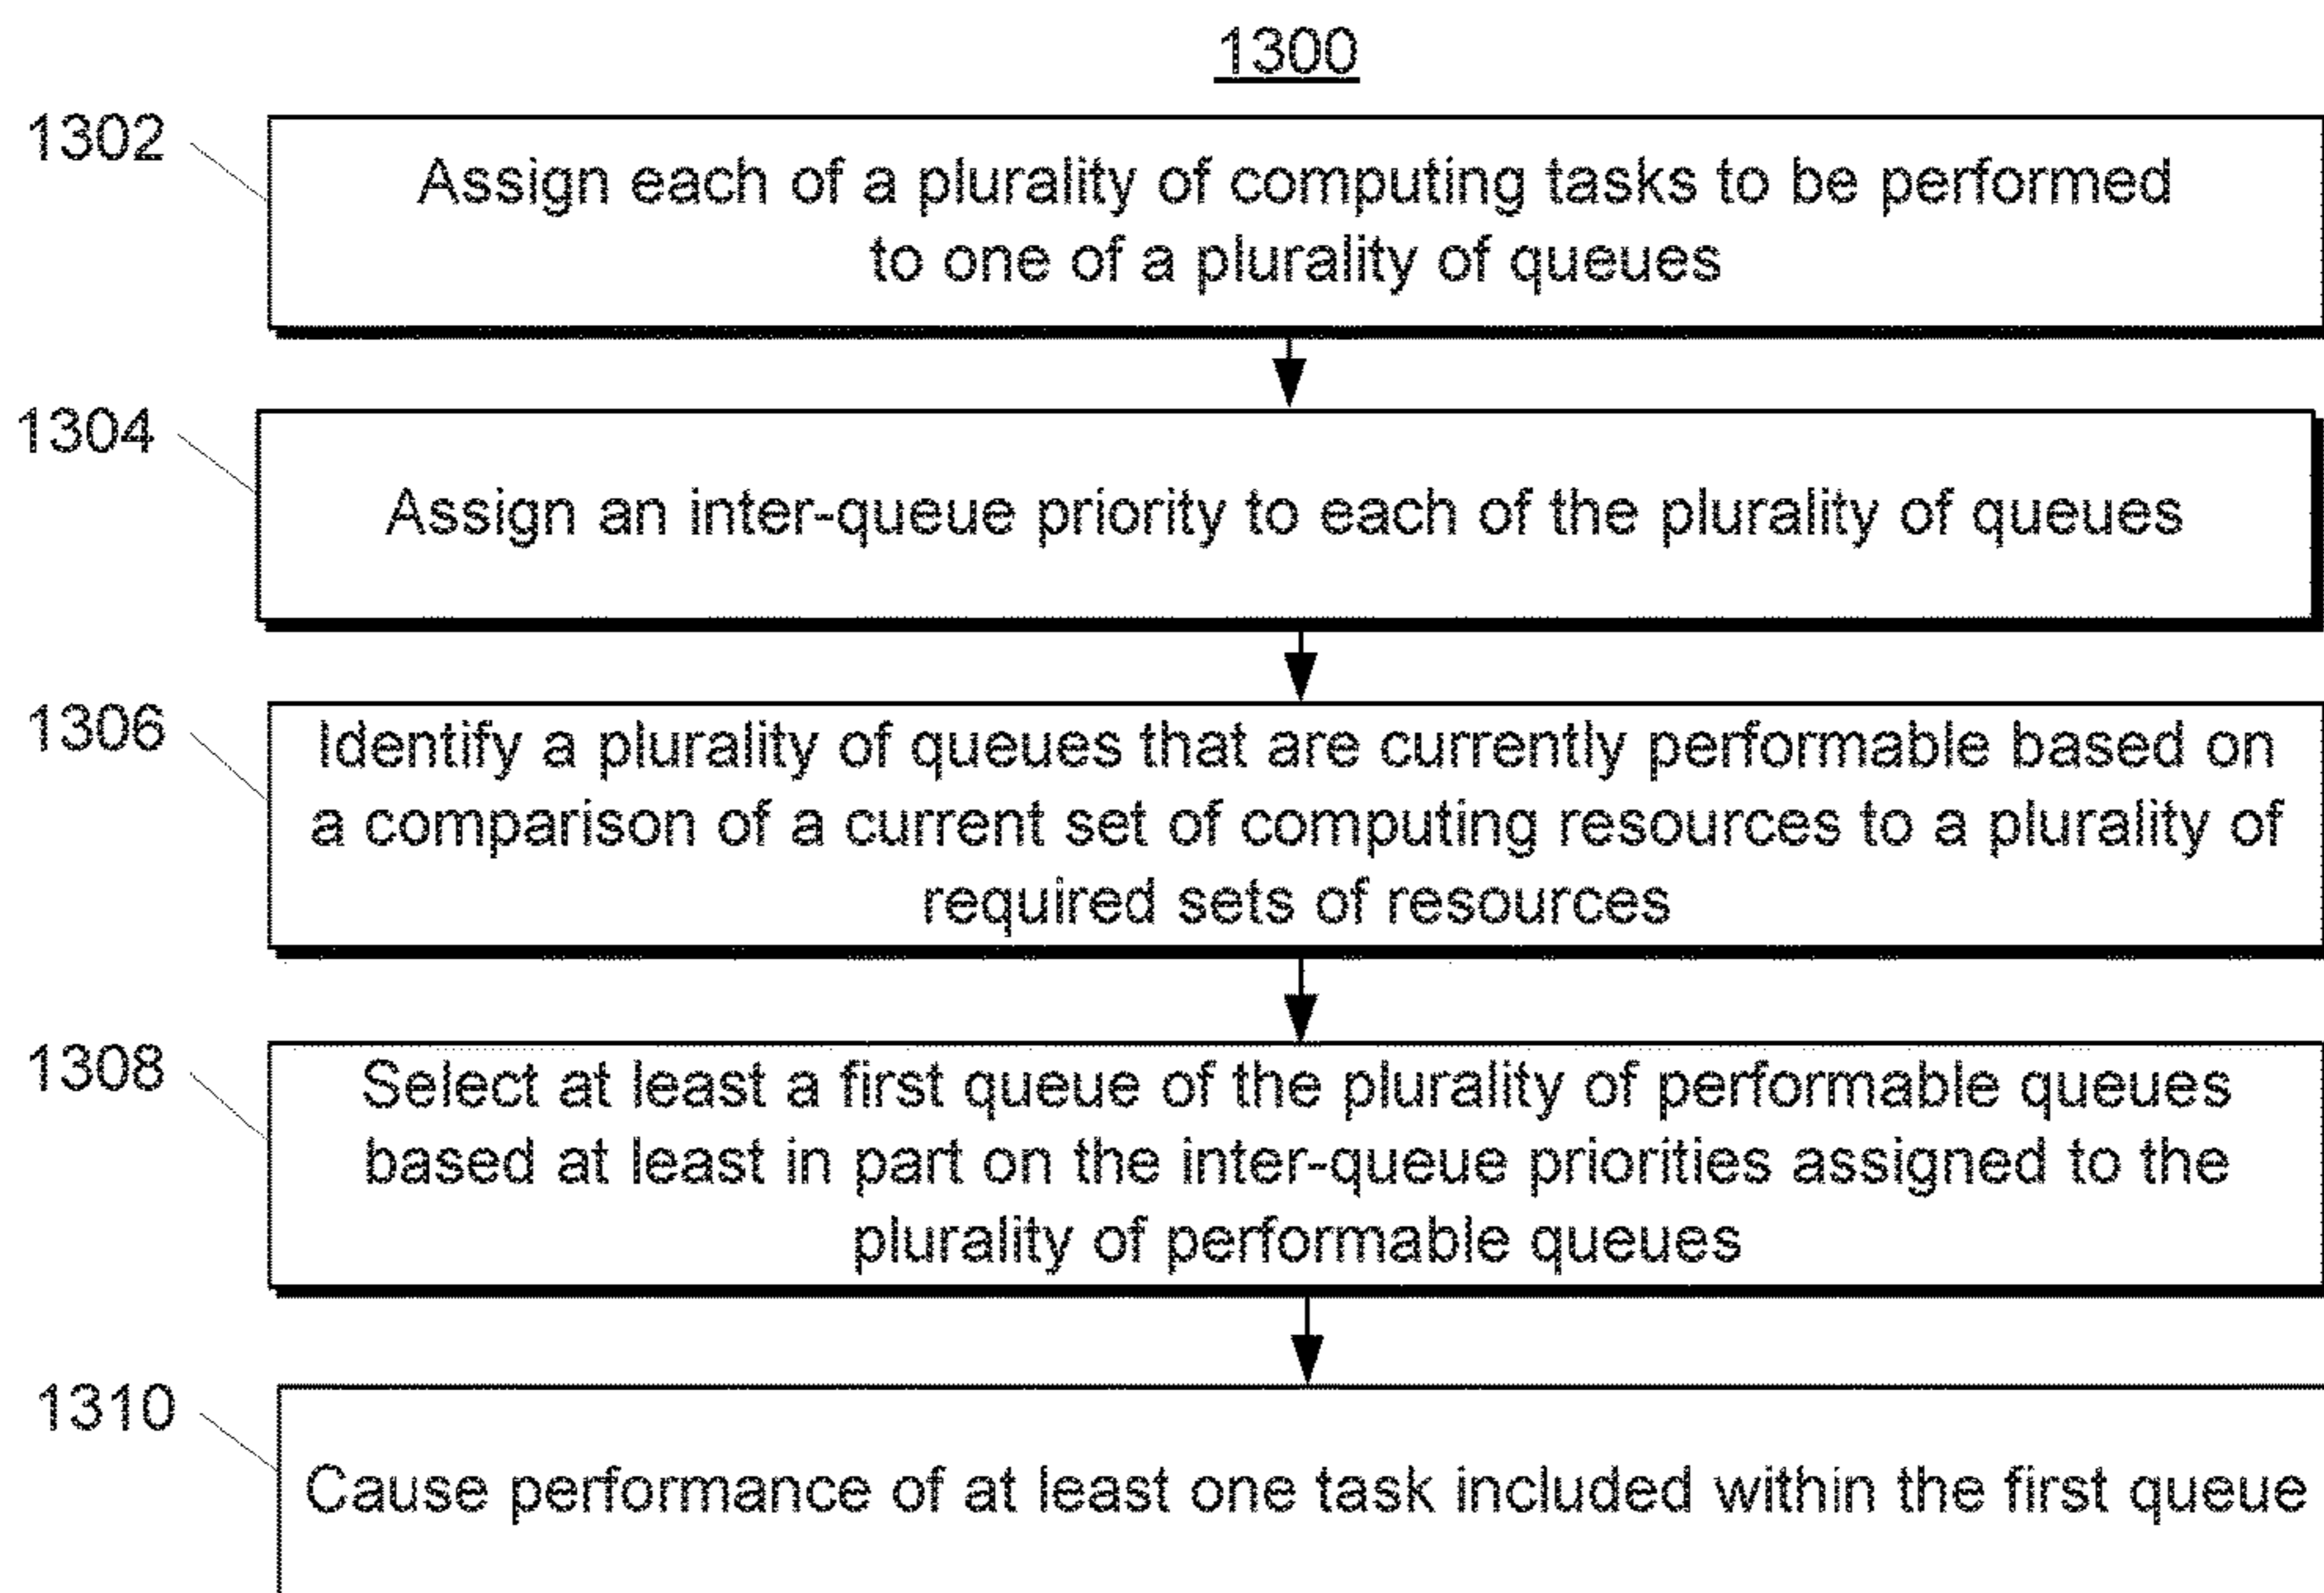 1300
1302
Assign each of a plurality of computing tasks to be performed
to one of a plurality of queues
1304
Assign an inter-queue priority to each of the plurality of queues
1306
Identify a plurality of queues that are currently performable based on
a comparison of a current set of computing resources to a plurality of
required sets of resources
1308
Select at least a first queue of the plurality of performable queues
based at least in part on the inter-queue priorities assigned to the
plurality of performable queues
1310
Cause performance of at least one task included within the first queue